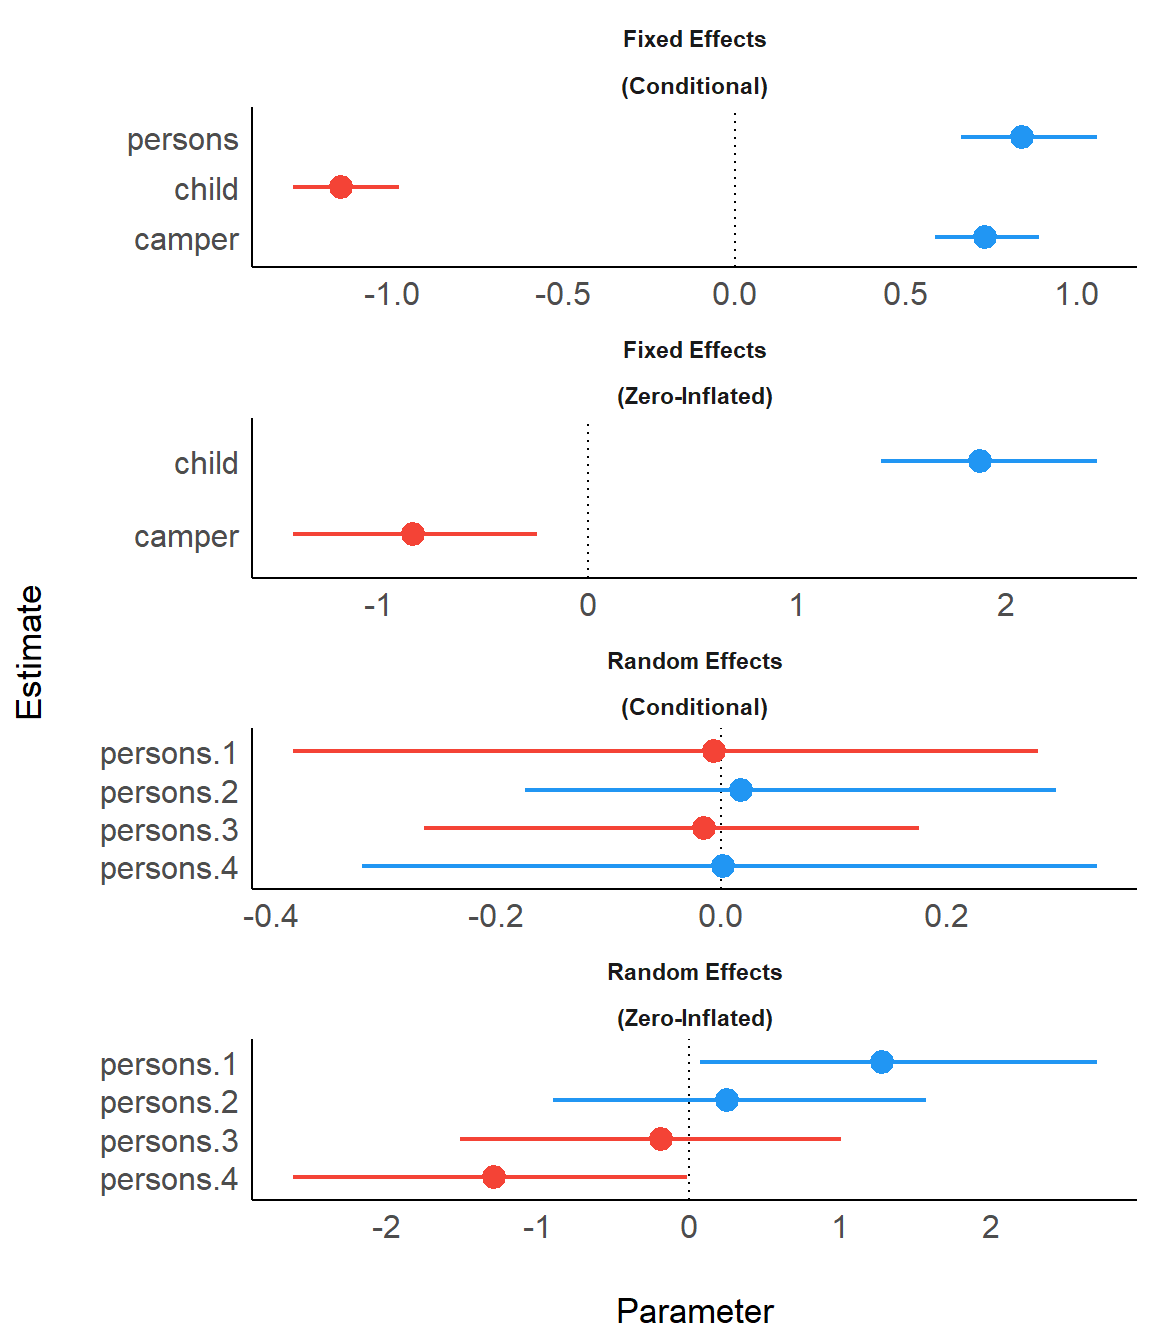 Fixed Effects
(Conditional)
persons
child
camper
-1.0 -0.5 0.0 0.5 1.0
Fixed Effects
(Zero-Inflated)
child
camper
-1 0 1 2
Estimate
Random Effects
(Conditional)
persons.1
persons.2
persons.3
persons.4
-0.4 -0.2 0.0 0.2
Random Effects
(Zero-Inflated)
persons.1
persons.2
persons.3
persons.4
-2 -1 0 1 2
Parameter